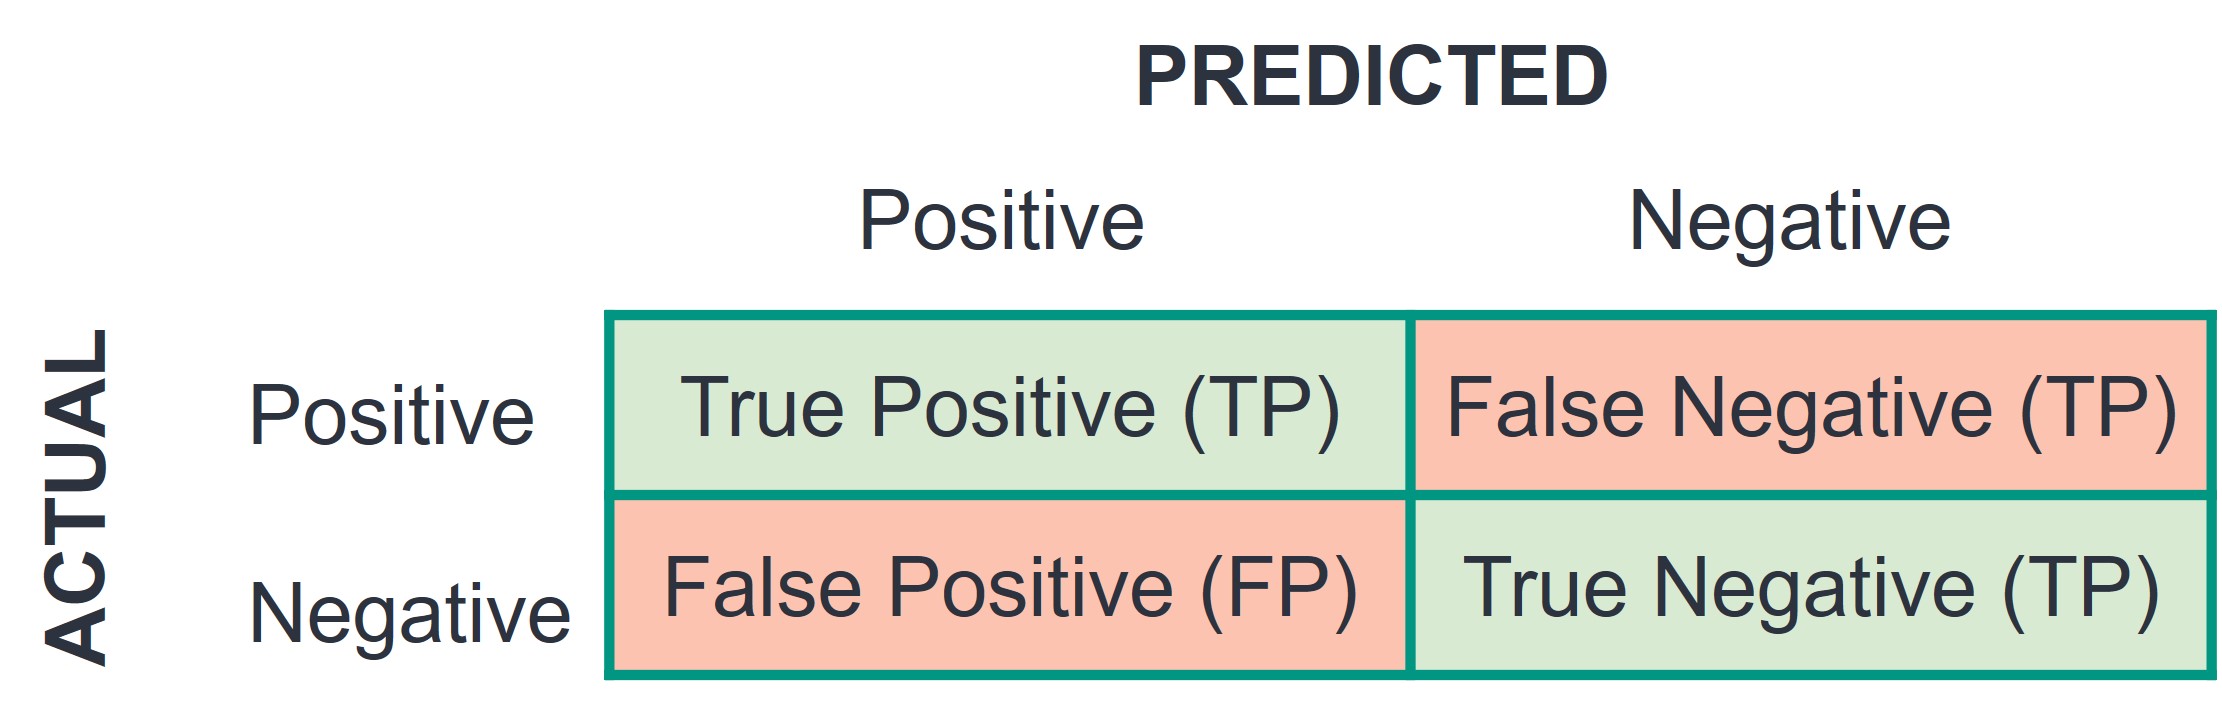 PREDICTED
Positive Negative
ACTUAL
Positive True Positive (TP) False Negative (TP)
Negative False Positive (FP) True Negative (TP)